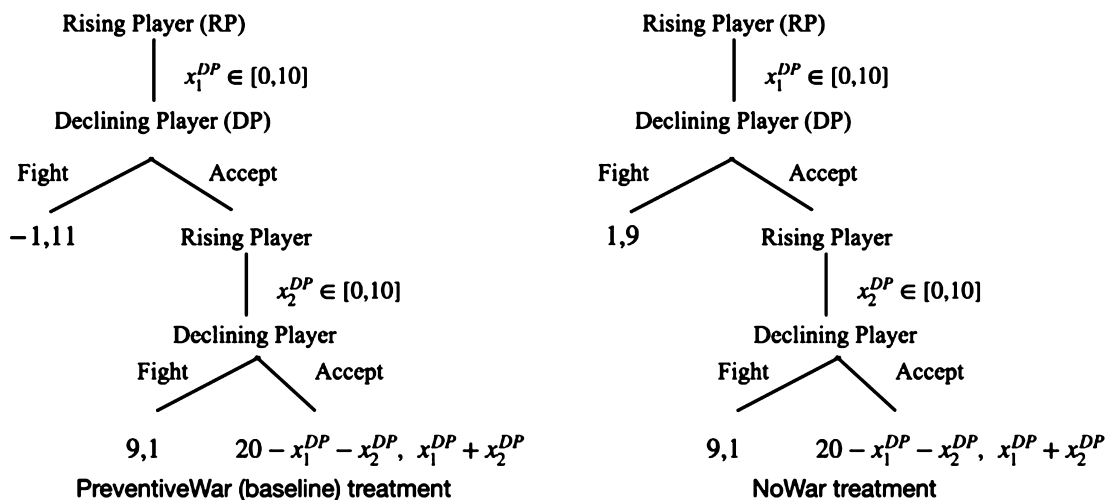 Rising Player (RP)
x_1^{DP} ∈ [0,10]
Declining Player (DP)
Fight Accept
−1,11 Rising Player
x_2^{DP} ∈ [0,10]
Declining Player
Fight Accept
9,1 20 − x_1^{DP} − x_2^{DP}, x_1^{DP} + x_2^{DP}
PreventiveWar (baseline) treatment
Rising Player (RP)
x_1^{DP} ∈ [0,10]
Declining Player (DP)
Fight Accept
1,9 Rising Player
x_2^{DP} ∈ [0,10]
Declining Player
Fight Accept
9,1 20 − x_1^{DP} − x_2^{DP}, x_1^{DP} + x_2^{DP}
NoWar treatment